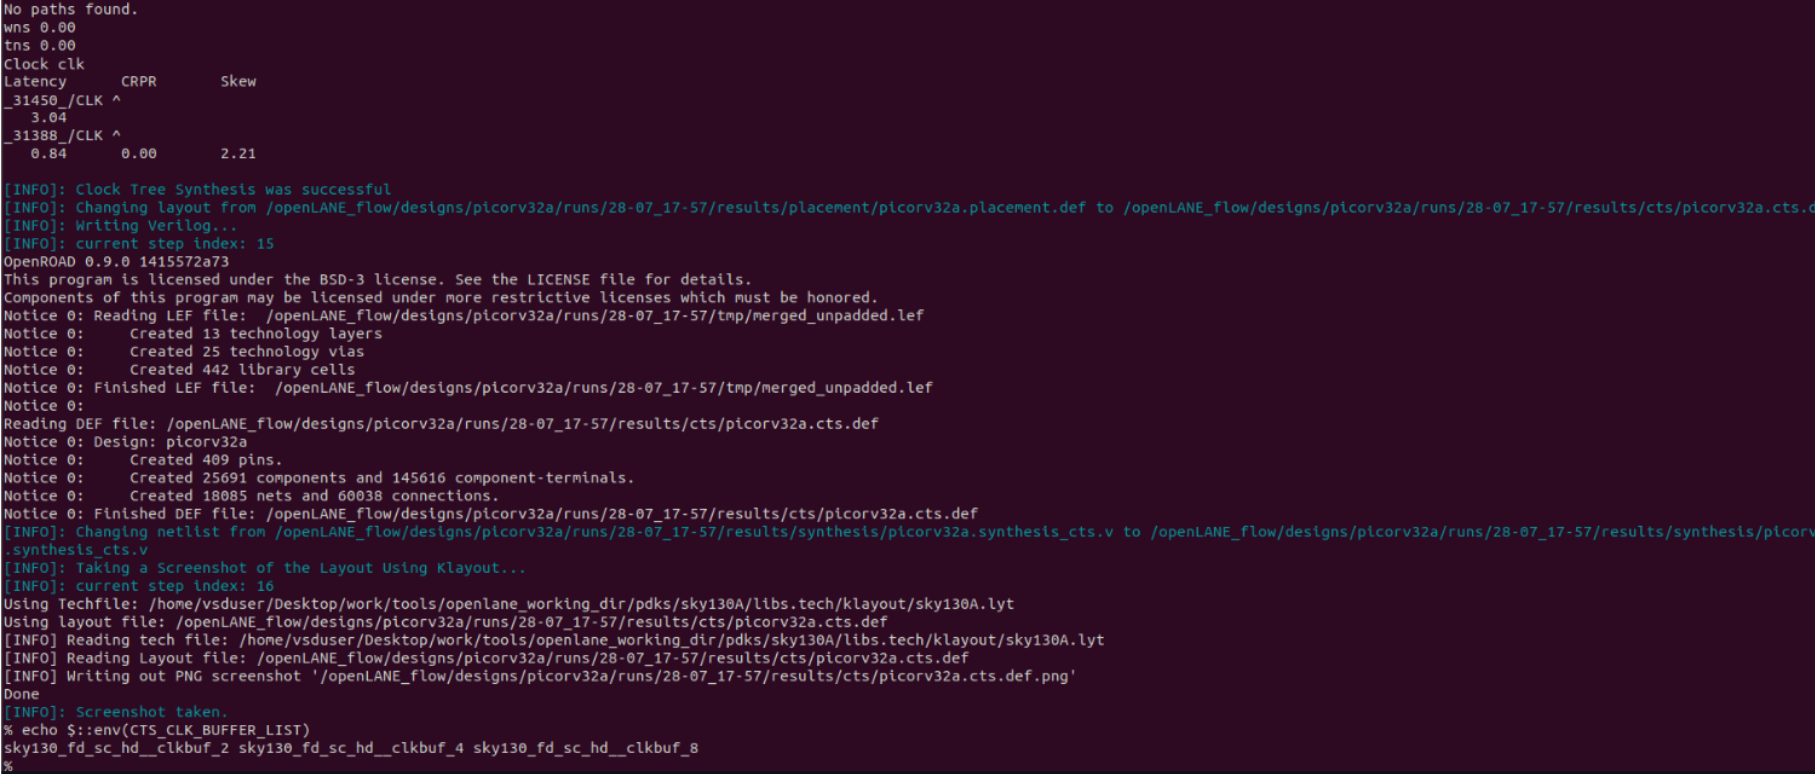 No paths found.
wns 0.00
tns 0.00
Clock clk
Latency      CRPR       Skew
_31450_/CLK ^
   3.04
_31388_/CLK ^
   0.84      0.00       2.21
[INFO]: Clock Tree Synthesis was successful
[INFO]: Changing layout from /openLANE_flow/designs/picorv32a/runs/28-07_17-57/results/placement/picorv32a.placement.def to /openLANE_flow/designs/picorv32a/runs/28-07_17-57/results/cts/picorv32a.cts.d
[INFO]: Writing Verilog...
[INFO]: current step index: 15
OpenROAD 0.9.0 1415572a73
This program is licensed under the BSD-3 license. See the LICENSE file for details.
Components of this program may be licensed under more restrictive licenses which must be honored.
Notice 0: Reading LEF file:  /openLANE_flow/designs/picorv32a/runs/28-07_17-57/tmp/merged_unpadded.lef
Notice 0:     Created 13 technology layers
Notice 0:     Created 25 technology vias
Notice 0:     Created 442 library cells
Notice 0: Finished LEF file:  /openLANE_flow/designs/picorv32a/runs/28-07_17-57/tmp/merged_unpadded.lef
Notice 0:
Reading DEF file: /openLANE_flow/designs/picorv32a/runs/28-07_17-57/results/cts/picorv32a.cts.def
Notice 0: Design: picorv32a
Notice 0:     Created 409 pins.
Notice 0:     Created 25691 components and 145616 component-terminals.
Notice 0:     Created 18085 nets and 60038 connections.
Notice 0: Finished DEF file: /openLANE_flow/designs/picorv32a/runs/28-07_17-57/results/cts/picorv32a.cts.def
[INFO]: Changing netlist from /openLANE_flow/designs/picorv32a/runs/28-07_17-57/results/synthesis/picorv32a.synthesis_cts.v to /openLANE_flow/designs/picorv32a/runs/28-07_17-57/results/synthesis/picorv
.synthesis_cts.v
[INFO]: Taking a Screenshot of the Layout Using Klayout...
[INFO]: current step index: 16
Using Techfile: /home/vsduser/Desktop/work/tools/openlane_working_dir/pdks/sky130A/libs.tech/klayout/sky130A.lyt
Using layout file: /openLANE_flow/designs/picorv32a/runs/28-07_17-57/results/cts/picorv32a.cts.def
[INFO] Reading tech file: /home/vsduser/Desktop/work/tools/openlane_working_dir/pdks/sky130A/libs.tech/klayout/sky130A.lyt
[INFO] Reading Layout file: /openLANE_flow/designs/picorv32a/runs/28-07_17-57/results/cts/picorv32a.cts.def
[INFO] Writing out PNG screenshot '/openLANE_flow/designs/picorv32a/runs/28-07_17-57/results/cts/picorv32a.cts.def.png'
Done
[INFO]: Screenshot taken.
% echo $::env(CTS_CLK_BUFFER_LIST)
sky130_fd_sc_hd__clkbuf_2 sky130_fd_sc_hd__clkbuf_4 sky130_fd_sc_hd__clkbuf_8
%